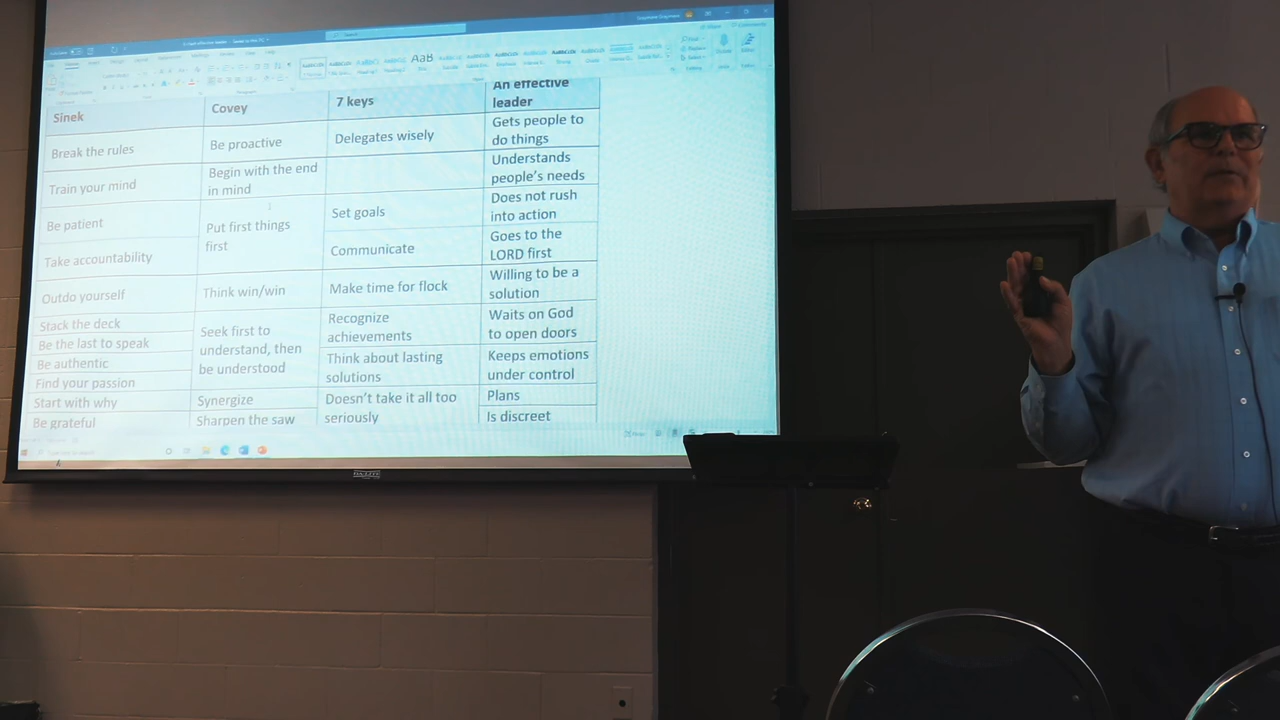 Search
AaB
Sinek
Covey
7 keys
An effective
leader
Break the rules
Be proactive
Delegates wisely
Gets people to
do things
Train your mind
Begin with the end
in mind
Understands
people's needs
Be patient
Put first things
first
Set goals
Does not rush
into action
Take accountability
Communicate
Goes to the
LORD first
Outdo yourself
Think win/win
Make time for flock
Willing to be a
solution
Stack the deck
Be the last to speak
Seek first to
understand, then
be understood
Recognize
achievements
Waits on God
to open doors
Be authentic
Find your passion
Think about lasting
solutions
Keeps emotions
under control
Start with why
Synergize
Doesn't take it all too
seriously
Plans
Be grateful
Sharpen the saw
Is discreet
DA-LITE